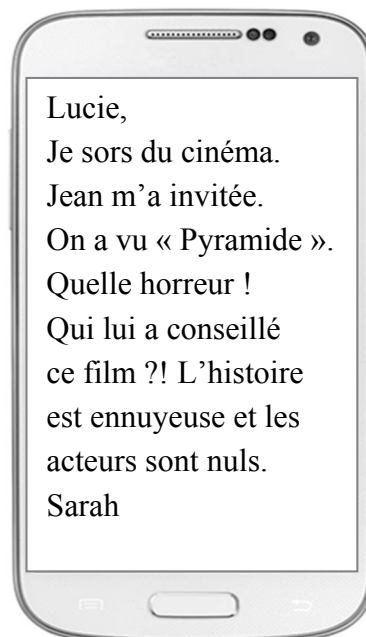 Lucie,
Je sors du cinéma.
Jean m’a invitée.
On a vu « Pyramide ».
Quelle horreur !
Qui lui a conseillé
ce film ?! L’histoire
est ennuyeuse et les
acteurs sont nuls.
Sarah